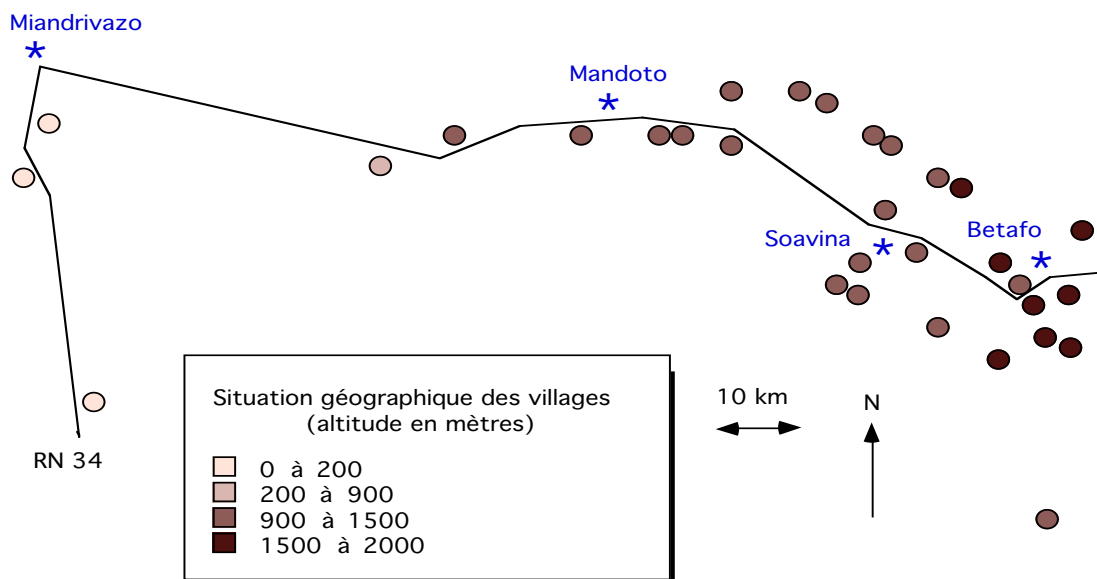 Miandrivazo
Mandoto
Soavina
Betafo
Situation géographique des villages
(altitude en mètres)
0 à 200
200 à 900
900 à 1500
1500 à 2000
10 km
N
RN 34